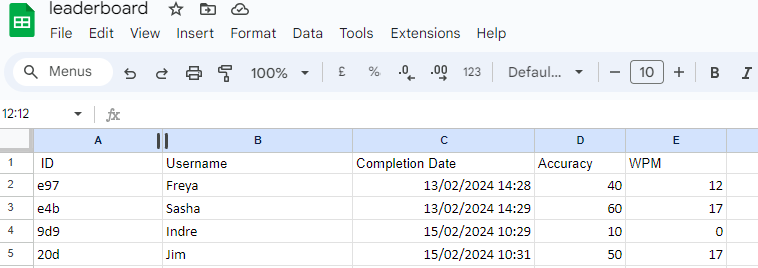 leaderboard
File Edit View Insert Format Data Tools Extensions Help
Menus 100% £ % .0 .00 123 Defaul... 10 B I
12:12 fx
A B C D E
1 ID Username Completion Date Accuracy WPM
2 e97 Freya 13/02/2024 14:28 40 12
3 e4b Sasha 13/02/2024 14:29 60 17
4 9d9 Indre 15/02/2024 10:29 10 0
5 20d Jim 15/02/2024 10:31 50 17